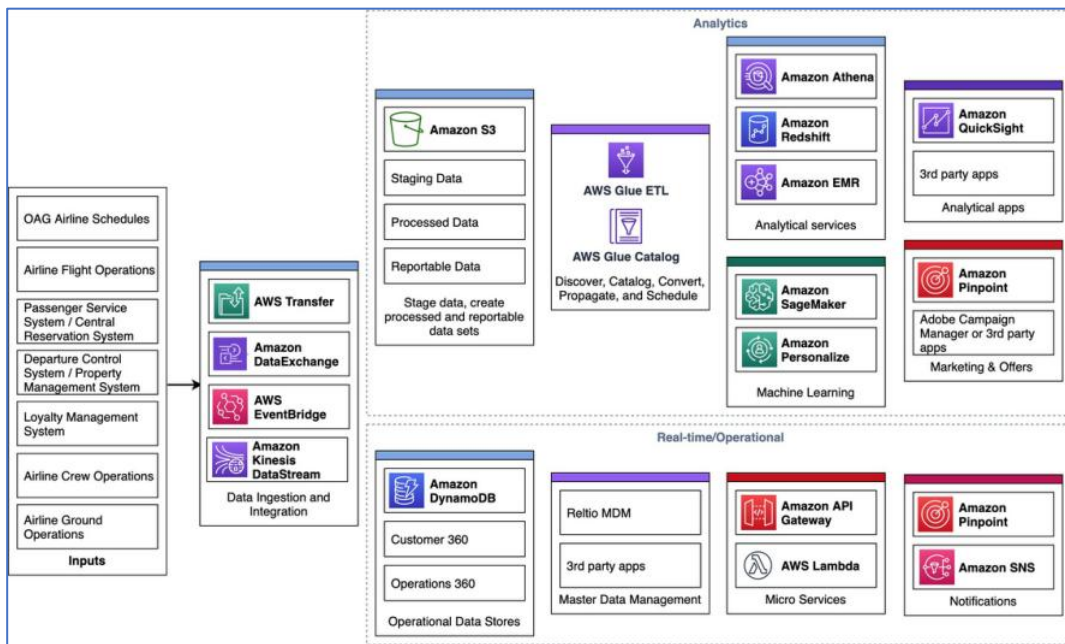 Analytics
OAG Airline Schedules
Airline Flight Operations
Passenger Service
System / Central
Reservation System
Departure Control
System / Property
Management System
Loyalty Management
System
Airline Crew Operations
Airline Ground
Operations
Inputs
AWS Transfer
Amazon
DataExchange
AWS
EventBridge
Amazon
Kinesis
DataStream
Data Ingestion and
Integration
Amazon S3
Staging Data
Processed Data
Reportable Data
Stage data, create
processed and reportable
data sets
AWS Glue ETL
AWS Glue Catalog
Discover, Catalog, Convert,
Propagate, and Schedule
Amazon Athena
Amazon
Redshift
Amazon EMR
Analytical services
Amazon
QuickSight
3rd party apps
Analytical apps
Amazon
SageMaker
Amazon
Personalize
Machine Learning
Amazon
Pinpoint
Adobe Campaign
Manager or 3rd party
apps
Marketing & Offers
Real-time/Operational
Amazon
DynamoDB
Customer 360
Operations 360
Operational Data Stores
Reltio MDM
3rd party apps
Master Data Management
Amazon API
Gateway
AWS Lambda
Micro Services
Amazon
Pinpoint
Amazon SNS
Notifications